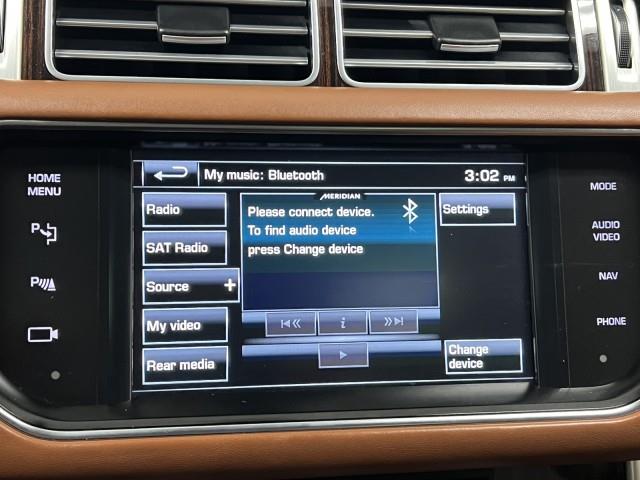 HOME
MENU
My music: Bluetooth
3:02 PM
MERIDIAN
Radio
Please connect device.
To find audio device
press Change device
Settings
SAT Radio
Source +
My video
i
Rear media
Change
device
P
P
MODE
AUDIO
VIDEO
NAV
PHONE